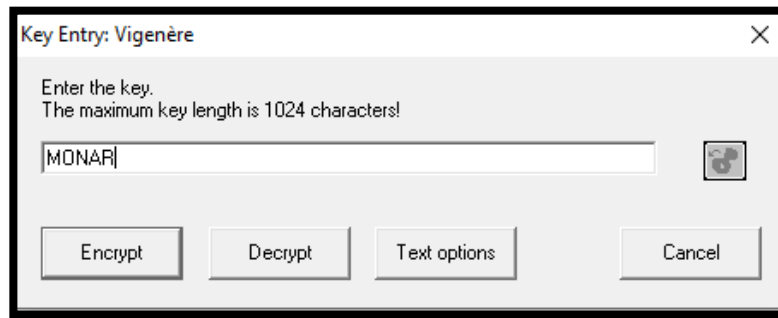 Key Entry: Vigenère
Enter the key.
The maximum key length is 1024 characters!
MONAR
Encrypt
Decrypt
Text options
Cancel